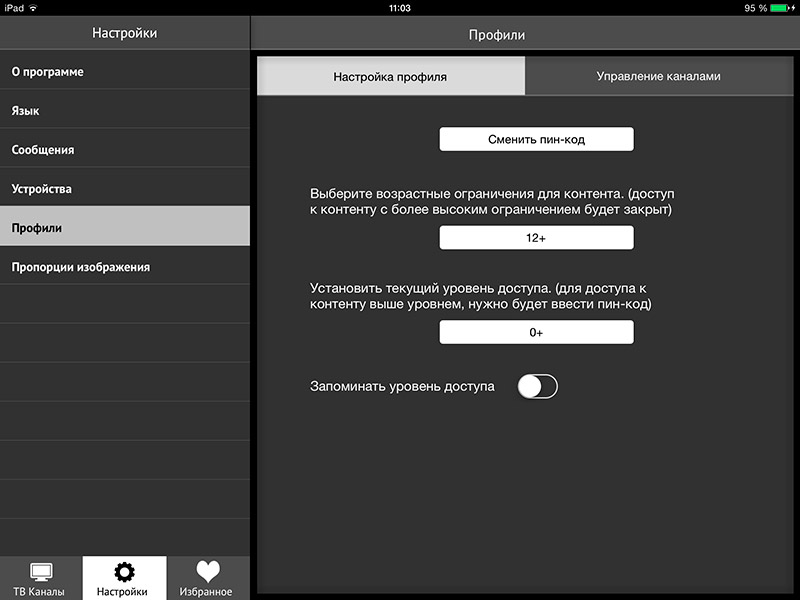 iPad
11:03
95 %
Настройки
Профили
О программе
Язык
Сообщения
Устройства
Профили
Пропорции изображения
Настройка профиля
Управление каналами
Сменить пин-код
Выберите возрастные ограничения для контента. (доступ
к контенту с более высоким ограничением будет закрыт)
12+
Установить текущий уровень доступа. (для доступа к
контенту выше уровнем, нужно будет ввести пин-код)
0+
Запоминать уровень доступа
ТВ Каналы
Настройки
Избранное